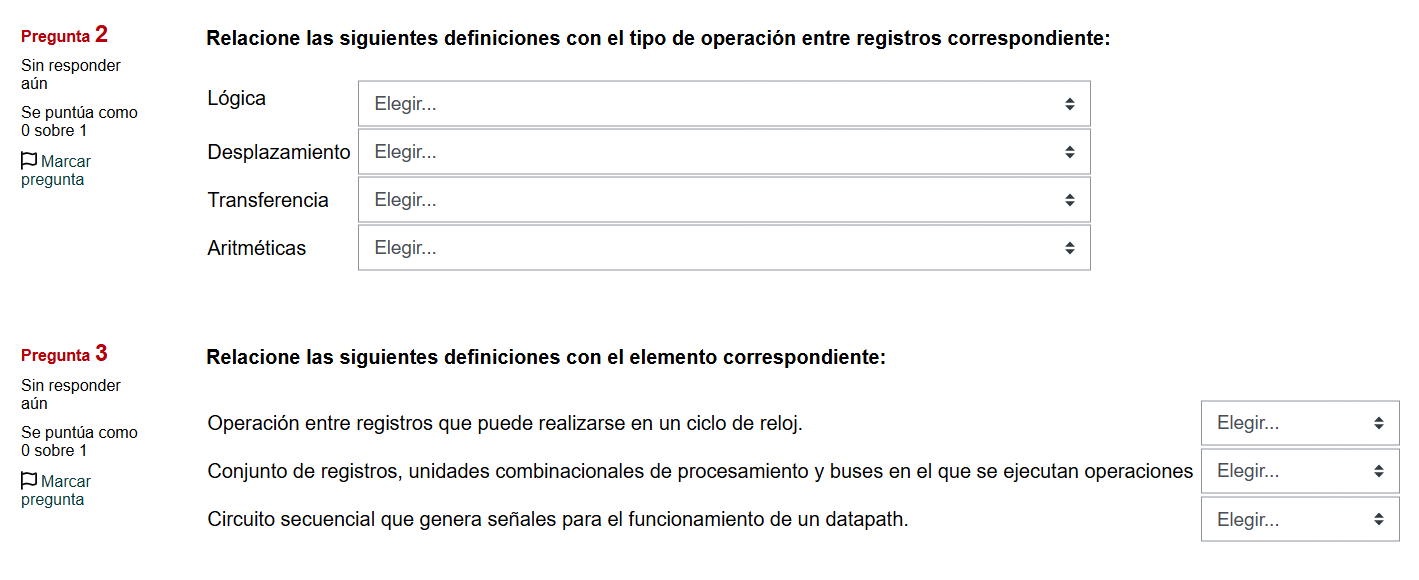 Pregunta 2
Sin responder
aún
Se puntúa como
0 sobre 1
Marcar
pregunta
Relacione las siguientes definiciones con el tipo de operación entre registros correspondiente:
Lógica Elegir...
Desplazamiento Elegir...
Transferencia Elegir...
Aritméticas Elegir...
Pregunta 3
Sin responder
aún
Se puntúa como
0 sobre 1
Marcar
pregunta
Relacione las siguientes definiciones con el elemento correspondiente:
Operación entre registros que puede realizarse en un ciclo de reloj. Elegir...
Conjunto de registros, unidades combinacionales de procesamiento y buses en el que se ejecutan operaciones Elegir...
Circuito secuencial que genera señales para el funcionamiento de un datapath. Elegir...